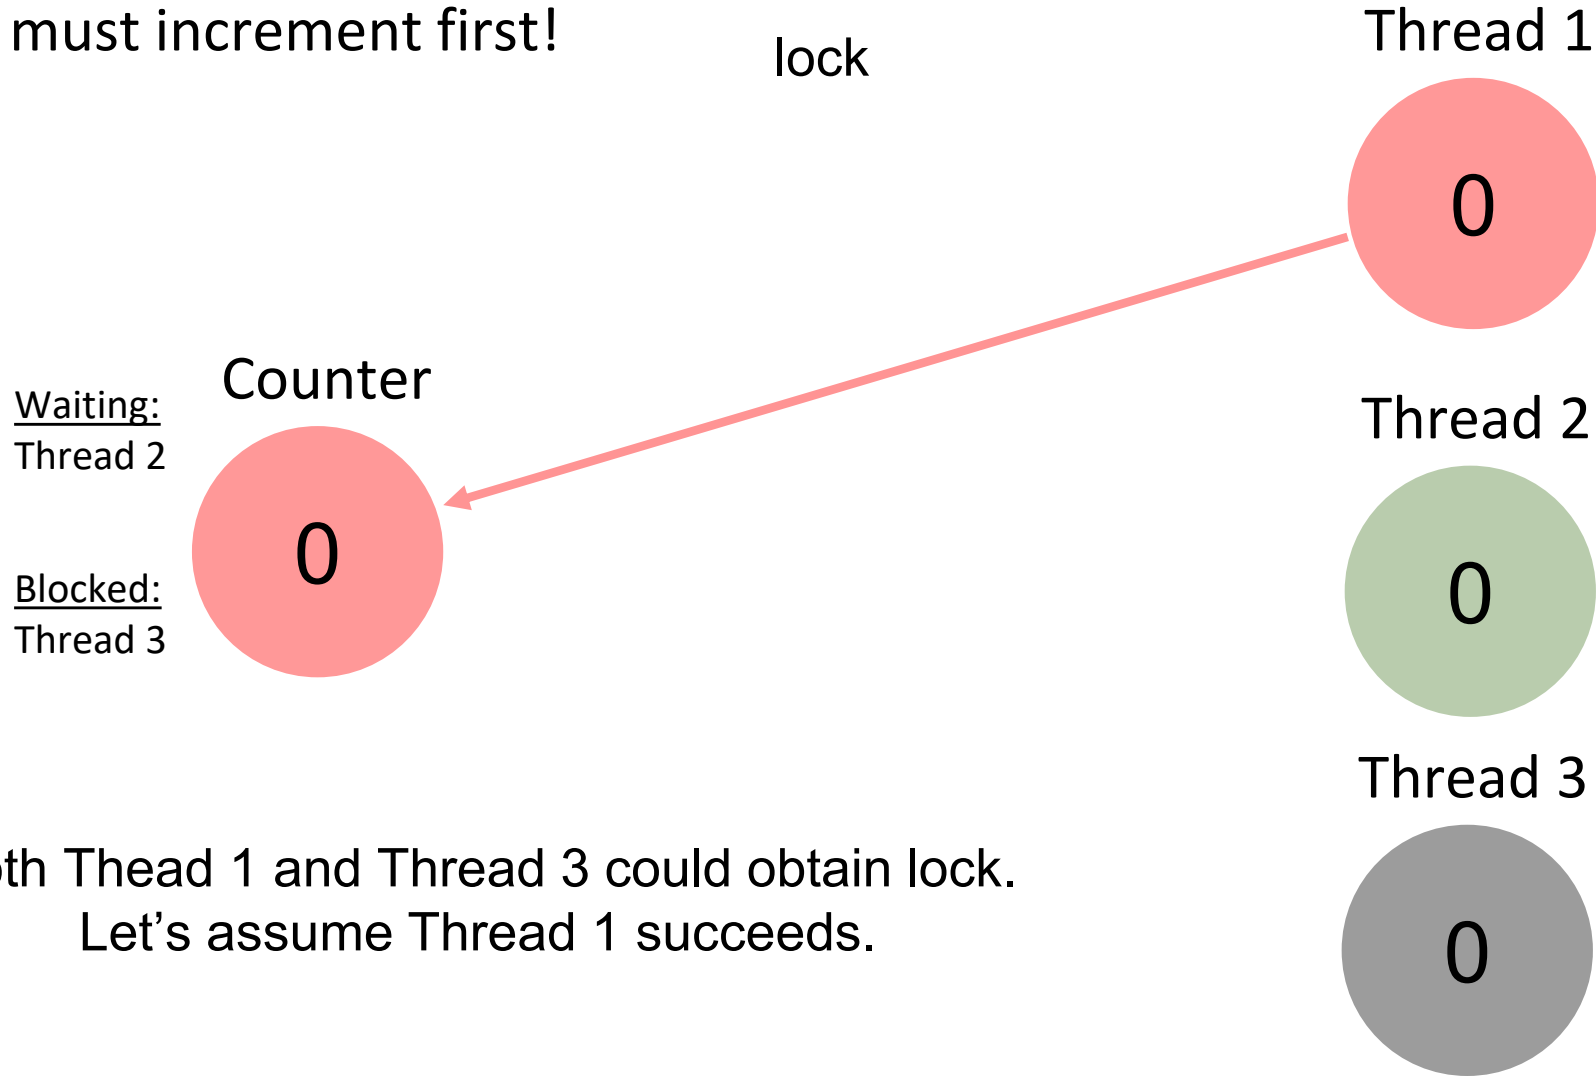 must increment first!
lock
Thread 1
0
Counter
Waiting:
Thread 2
0
Blocked:
Thread 3
Thread 2
0
Thread 3
0
Thead 1 and Thread 3 could obtain lock.
Let's assume Thread 1 succeeds.